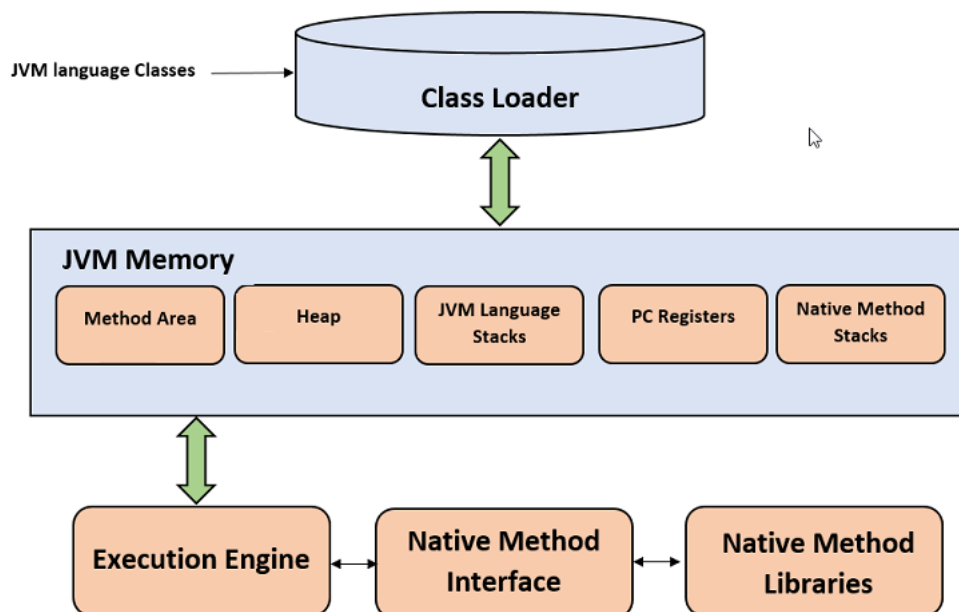 JVM language Classes
Class Loader
JVM Memory
Method Area
Heap
JVM Language
Stacks
PC Registers
Native Method
Stacks
Execution Engine
Native Method
Interface
Native Method
Libraries